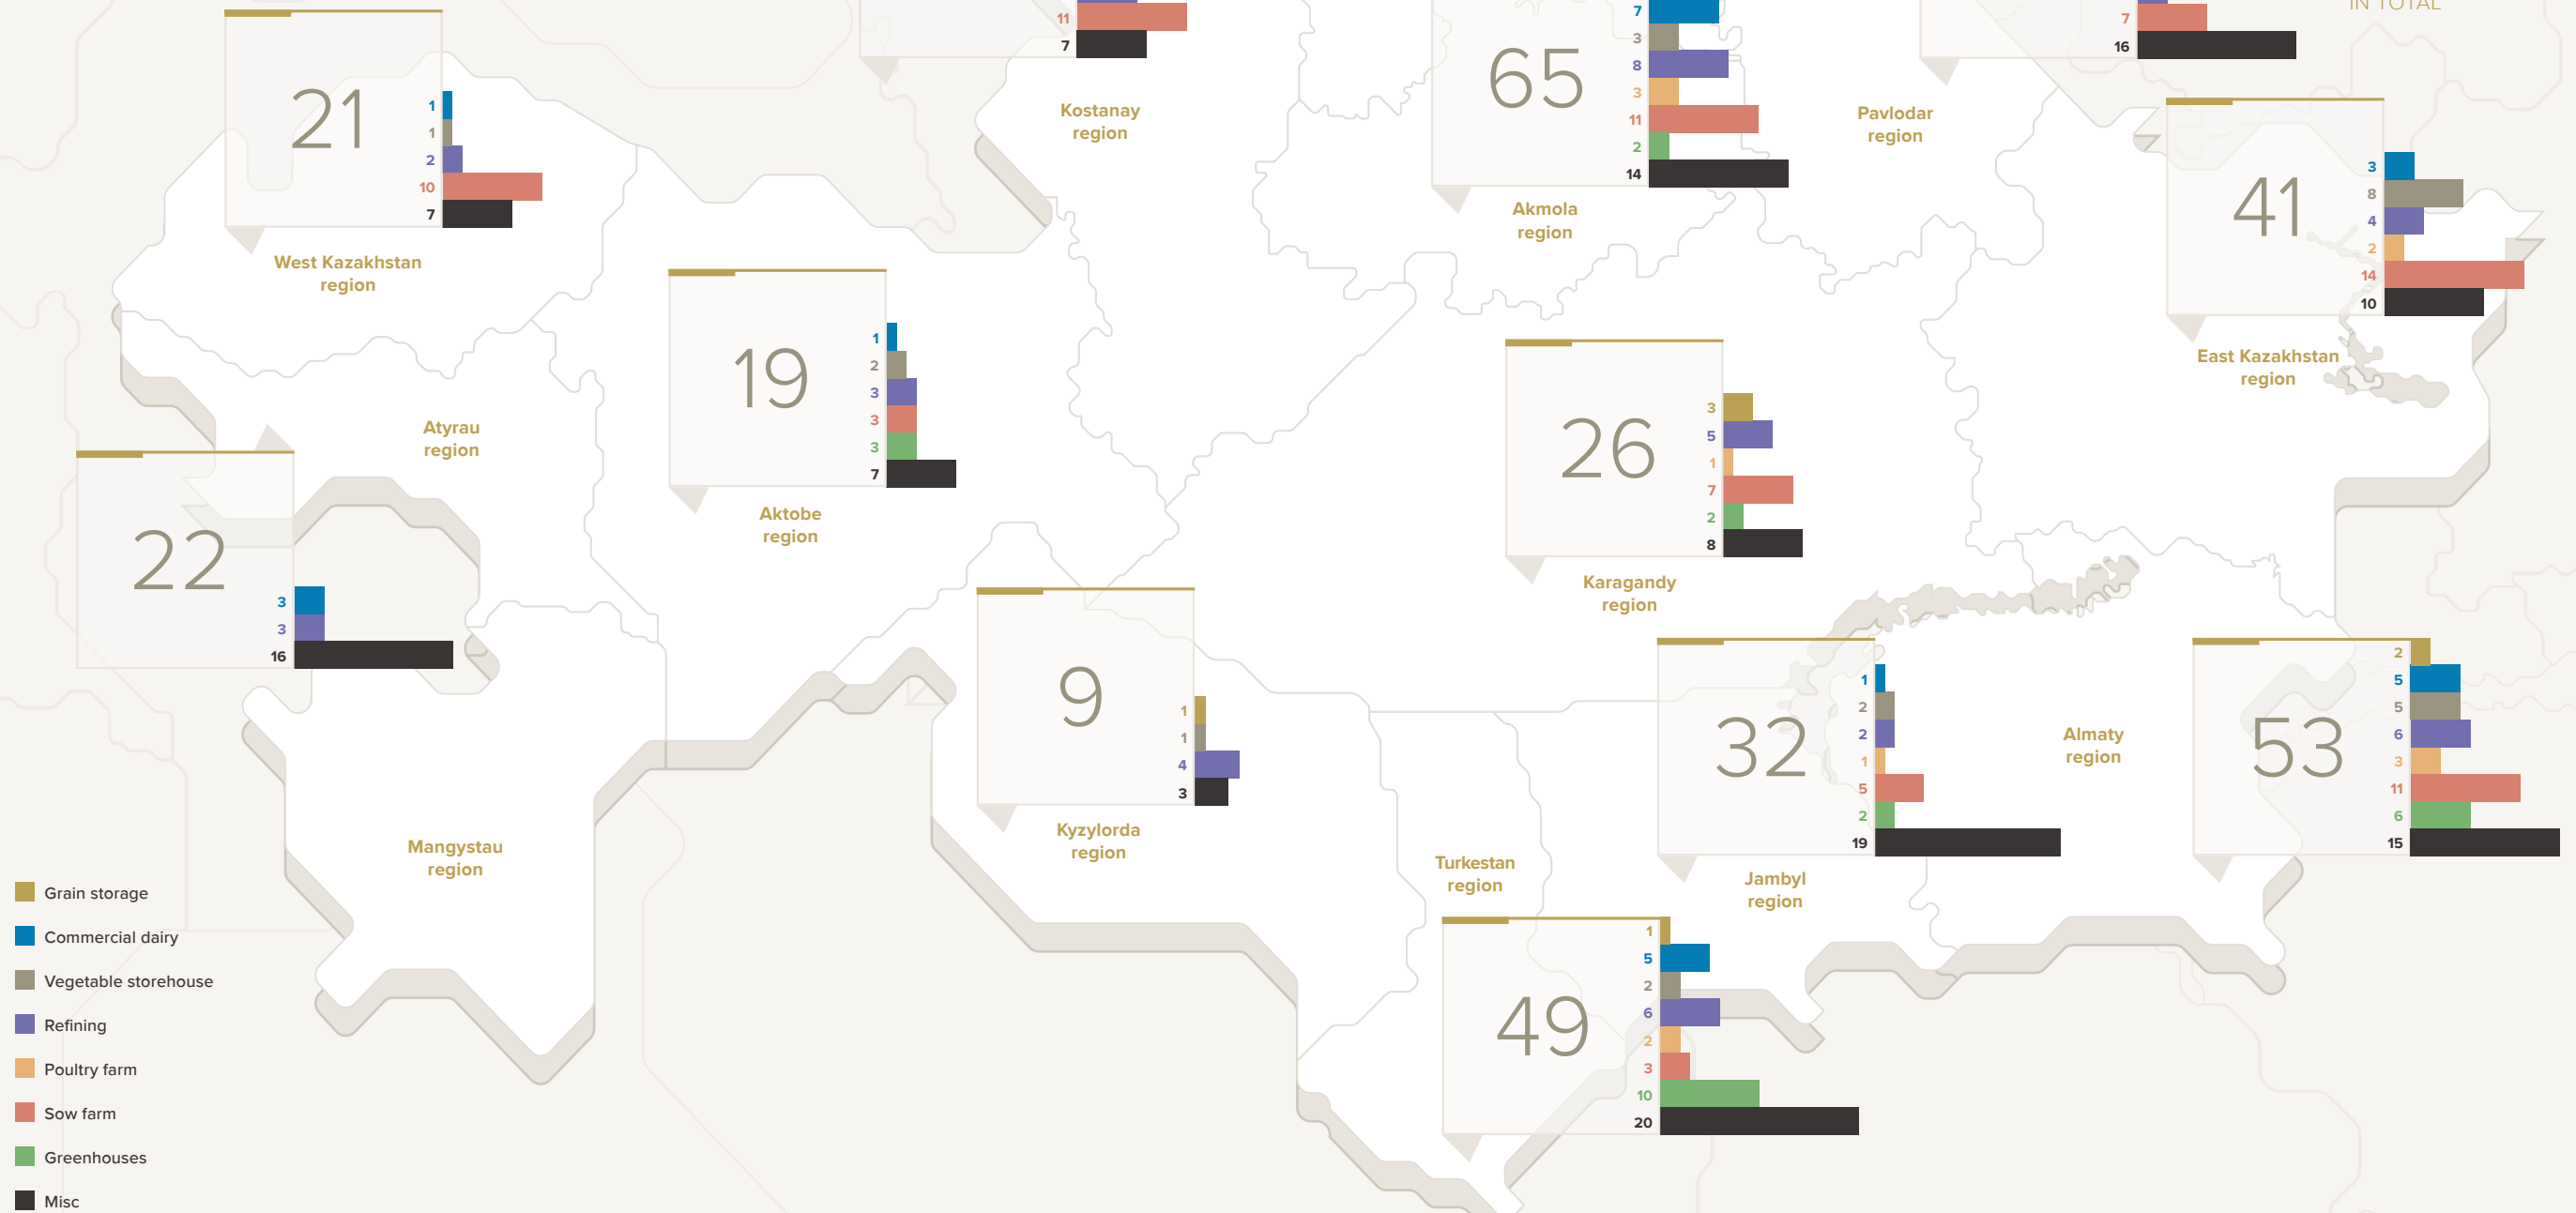 IN TOTAL
11
7
Kostanay
region
7
3
8
3
11
2
14
65
Akmola
region
7
16
Pavlodar
region
21
1
1
2
10
7
West Kazakhstan
region
41
3
8
4
2
14
10
East Kazakhstan
region
19
1
2
3
3
3
7
Aktobe
region
26
3
5
1
7
2
8
Karagandy
region
Atyrau
region
22
3
3
16
9
1
1
4
3
Kyzylorda
region
32
1
2
2
1
5
2
19
Jambyl
region
Almaty
region
53
2
5
5
6
3
11
6
15
Mangystau
region
Turkestan
region
49
1
5
2
6
2
3
10
20
Grain storage
Commercial dairy
Vegetable storehouse
Refining
Poultry farm
Sow farm
Greenhouses
Misc